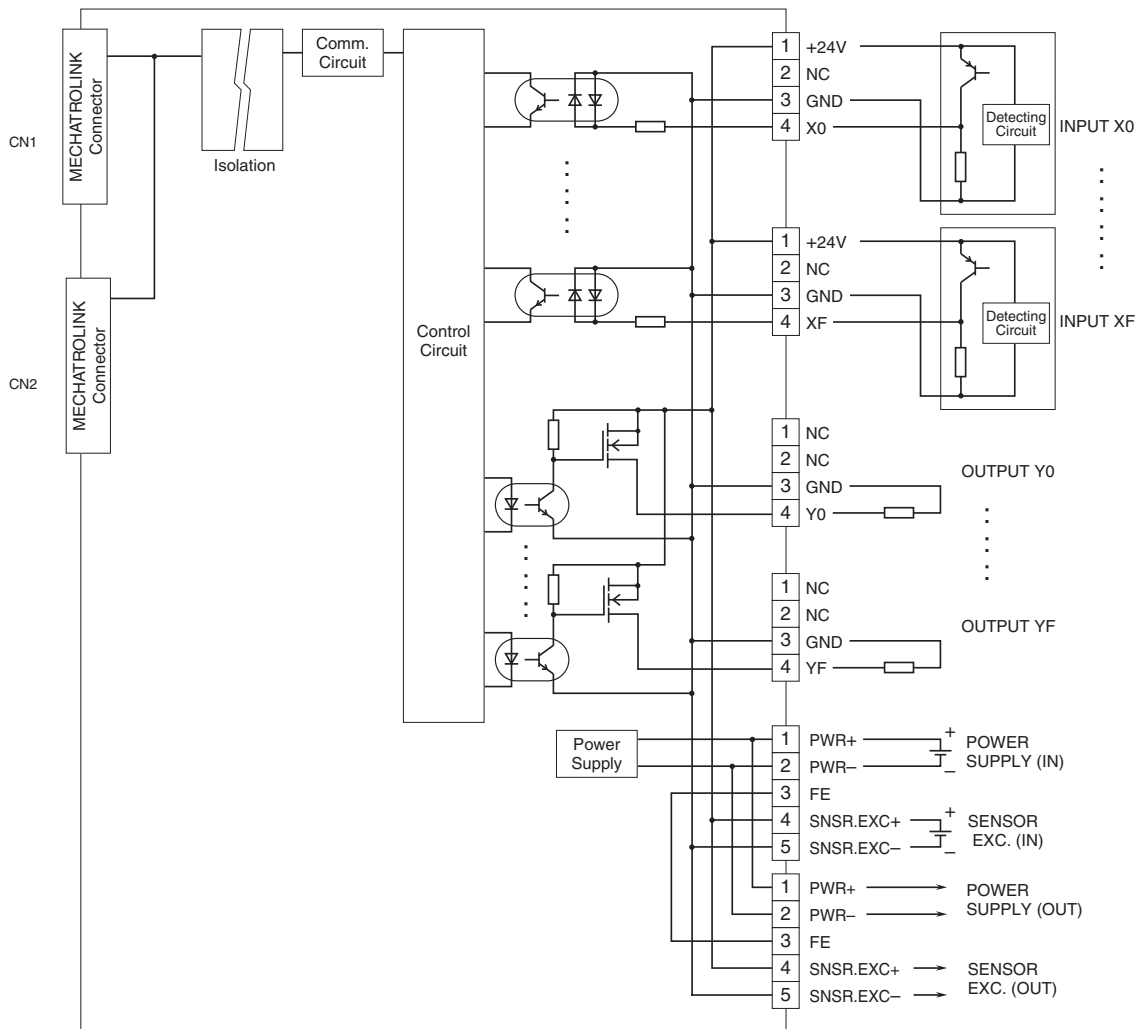 CN1
MECHATROLINK
Connector
Isolation
Comm.
Circuit
CN2
MECHATROLINK
Connector
Control
Circuit
1 +24V
2 NC
3 GND
4 X0
Detecting
Circuit
INPUT X0
1 +24V
2 NC
3 GND
4 XF
Detecting
Circuit
INPUT XF
1 NC
2 NC
3 GND
4 Y0
OUTPUT Y0
1 NC
2 NC
3 GND
4 YF
OUTPUT YF
Power
Supply
1 PWR+
2 PWR–
3 FE
4 SNSR.EXC+
5 SNSR.EXC–
+
–
POWER
SUPPLY (IN)
+
–
SENSOR
EXC. (IN)
1 PWR+
2 PWR–
3 FE
4 SNSR.EXC+
5 SNSR.EXC–
POWER
SUPPLY (OUT)
SENSOR
EXC. (OUT)